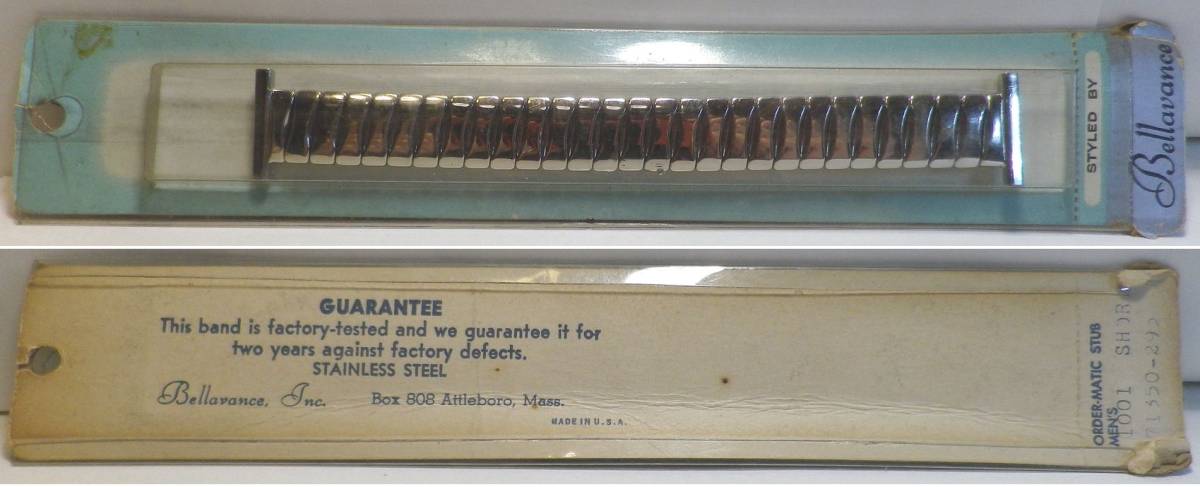 STYLED BY
Bellavance
GUARANTEE
This band is factory-tested and we guarantee it for
two years against factory defects.
STAINLESS STEEL
Bellavance, Inc. Box 808 Attleboro, Mass.
MADE IN U.S.A.
ORDER-MATIC STUB
MEN'S
1001 SHOR